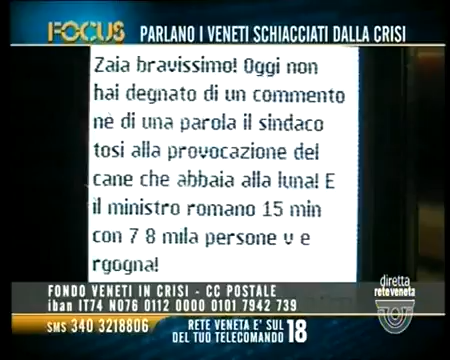 FOCUS PARLANO I VENETI SCHIACCIATI DALLA CRISI
Zaia bravissimo! Oggi non
hai degnato di un commento
ne di una parola il sindaco
tosi alla provocazione del
cane che abbaia alla luna! E
il ministro romano 15 min
con 7 8 mila persone v e
rgogna!
diretta
reteveneta
FONDO VENETI IN CRISI - CC POSTALE
iban IT74 N076 0112 0000 0101 7942 739
SMS 340 3218806
RETE VENETA E' SUL
DEL TUO TELECOMANDO 18